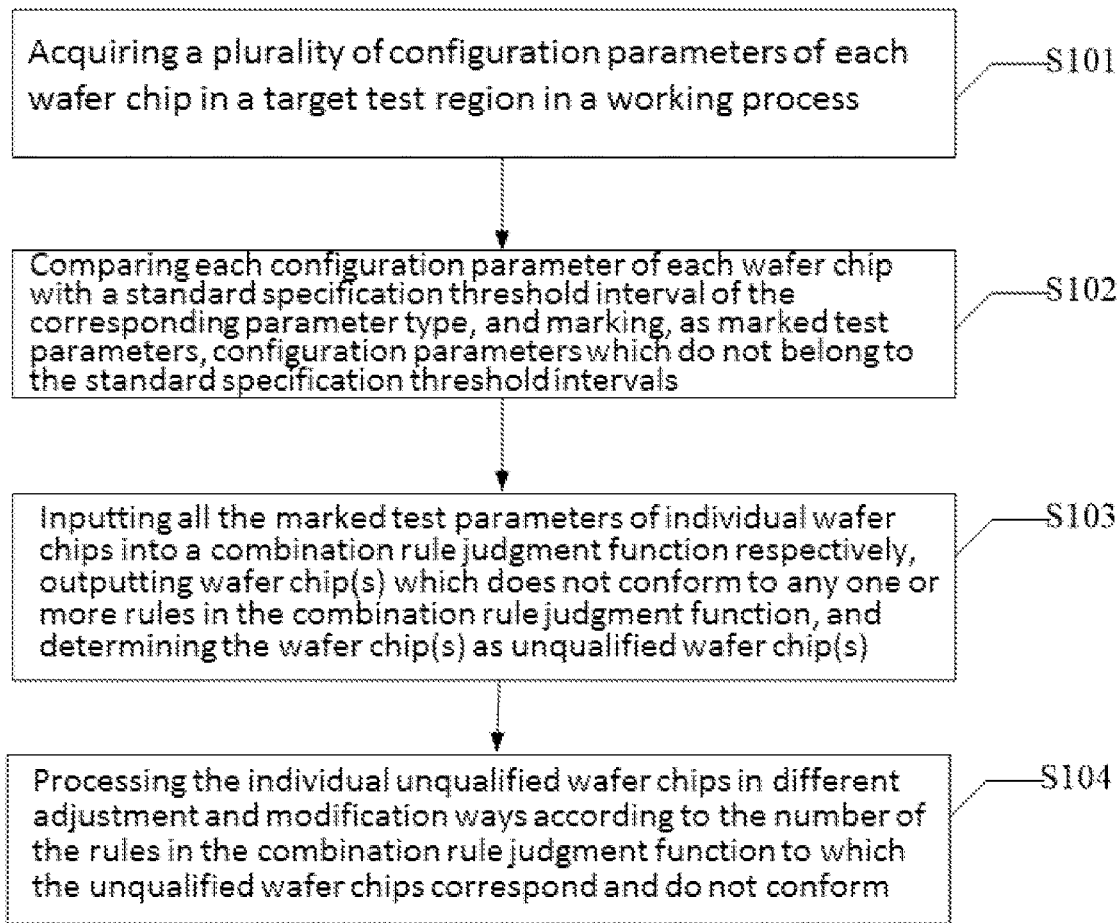 Acquiring a plurality of configuration parameters of each
wafer chip in a target test region in a working process
S101
Comparing each configuration parameter of each wafer chip
with a standard specification threshold interval of the
corresponding parameter type, and marking, as marked test
parameters, configuration parameters which do not belong to
the standard specification threshold intervals
S102
Inputting all the marked test parameters of individual wafer
chips into a combination rule judgment function respectively,
outputting wafer chip(s) which does not conform to any one or
more rules in the combination rule judgment function, and
determining the wafer chip(s) as unqualified wafer chip(s)
S103
Processing the individual unqualified wafer chips in different
adjustment and modification ways according to the number of
the rules in the combination rule judgment function to which
the unqualified wafer chips correspond and do not conform
S104